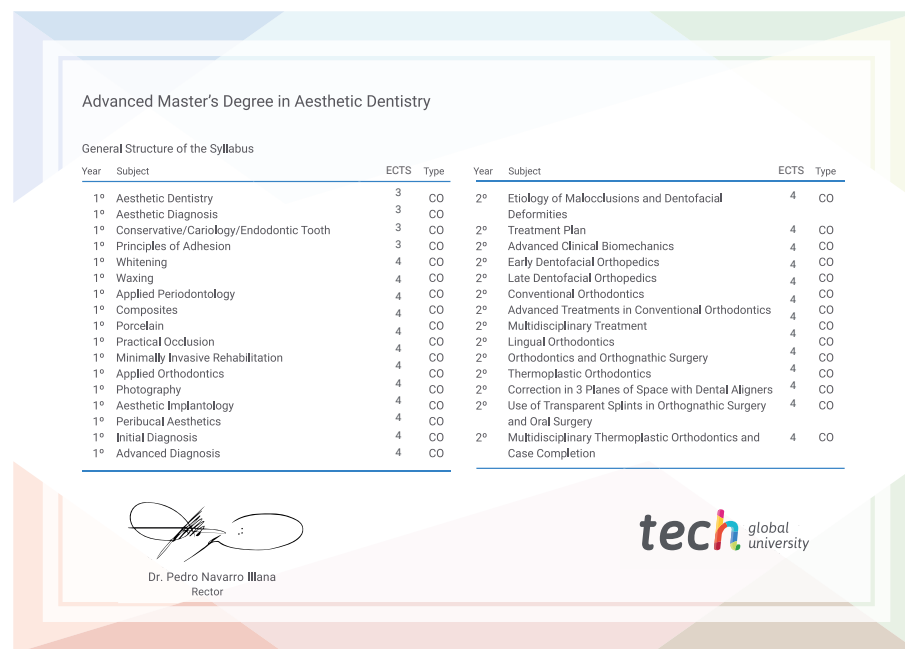 Advanced Master's Degree in Aesthetic Dentistry
General Structure of the Syllabus
Year Subject ECTS Type
1º Aesthetic Dentistry 3 CO
1º Aesthetic Diagnosis 3 CO
1º Conservative/Cariology/Endodontic Tooth 3 CO
1º Principles of Adhesion 3 CO
1º Whitening 4 CO
1º Waxing 4 CO
1º Applied Periodontology 4 CO
1º Composites 4 CO
1º Porcelain 4 CO
1º Practical Occlusion 4 CO
1º Minimally Invasive Rehabilitation 4 CO
1º Applied Orthodontics CO
1º Photography 4 CO
1º Aesthetic Implantology 4 CO
1º Peribucal Aesthetics 4 CO
1º Initial Diagnosis 4 CO
1º Advanced Diagnosis 4 CO
Year Subject ECTS Type
2º Etiology of Malocclusions and Dentofacial 4 CO
Deformities
2º Treatment Plan 4 CO
2º Advanced Clinical Biomechanics 4 CO
2º Early Dentofacial Orthopedics 4 CO
2º Late Dentofacial Orthopedics 4 CO
2º Conventional Orthodontics 4 CO
2º Advanced Treatments in Conventional Orthodontics 4 CO
2º Multidisciplinary Treatment 4 CO
2º Lingual Orthodontics CO
2º Orthodontics and Orthognathic Surgery 4 CO
2º Thermoplastic Orthodontics 4 CO
2º Correction in 3 Planes of Space with Dental Aligners 4 CO
2º Use of Transparent Splints in Orthognathic Surgery 4 CO
and Oral Surgery
2º Multidisciplinary Thermoplastic Orthodontics and 4 CO
Case Completion
Dr. Pedro Navarro Illana
Rector
tech global
university